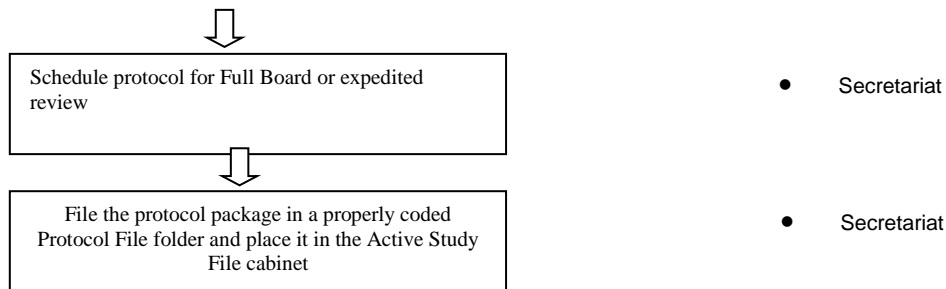 Schedule protocol for Full Board or expedited
review
• Secretariat
File the protocol package in a properly coded
Protocol File folder and place it in the Active Study
File cabinet
• Secretariat